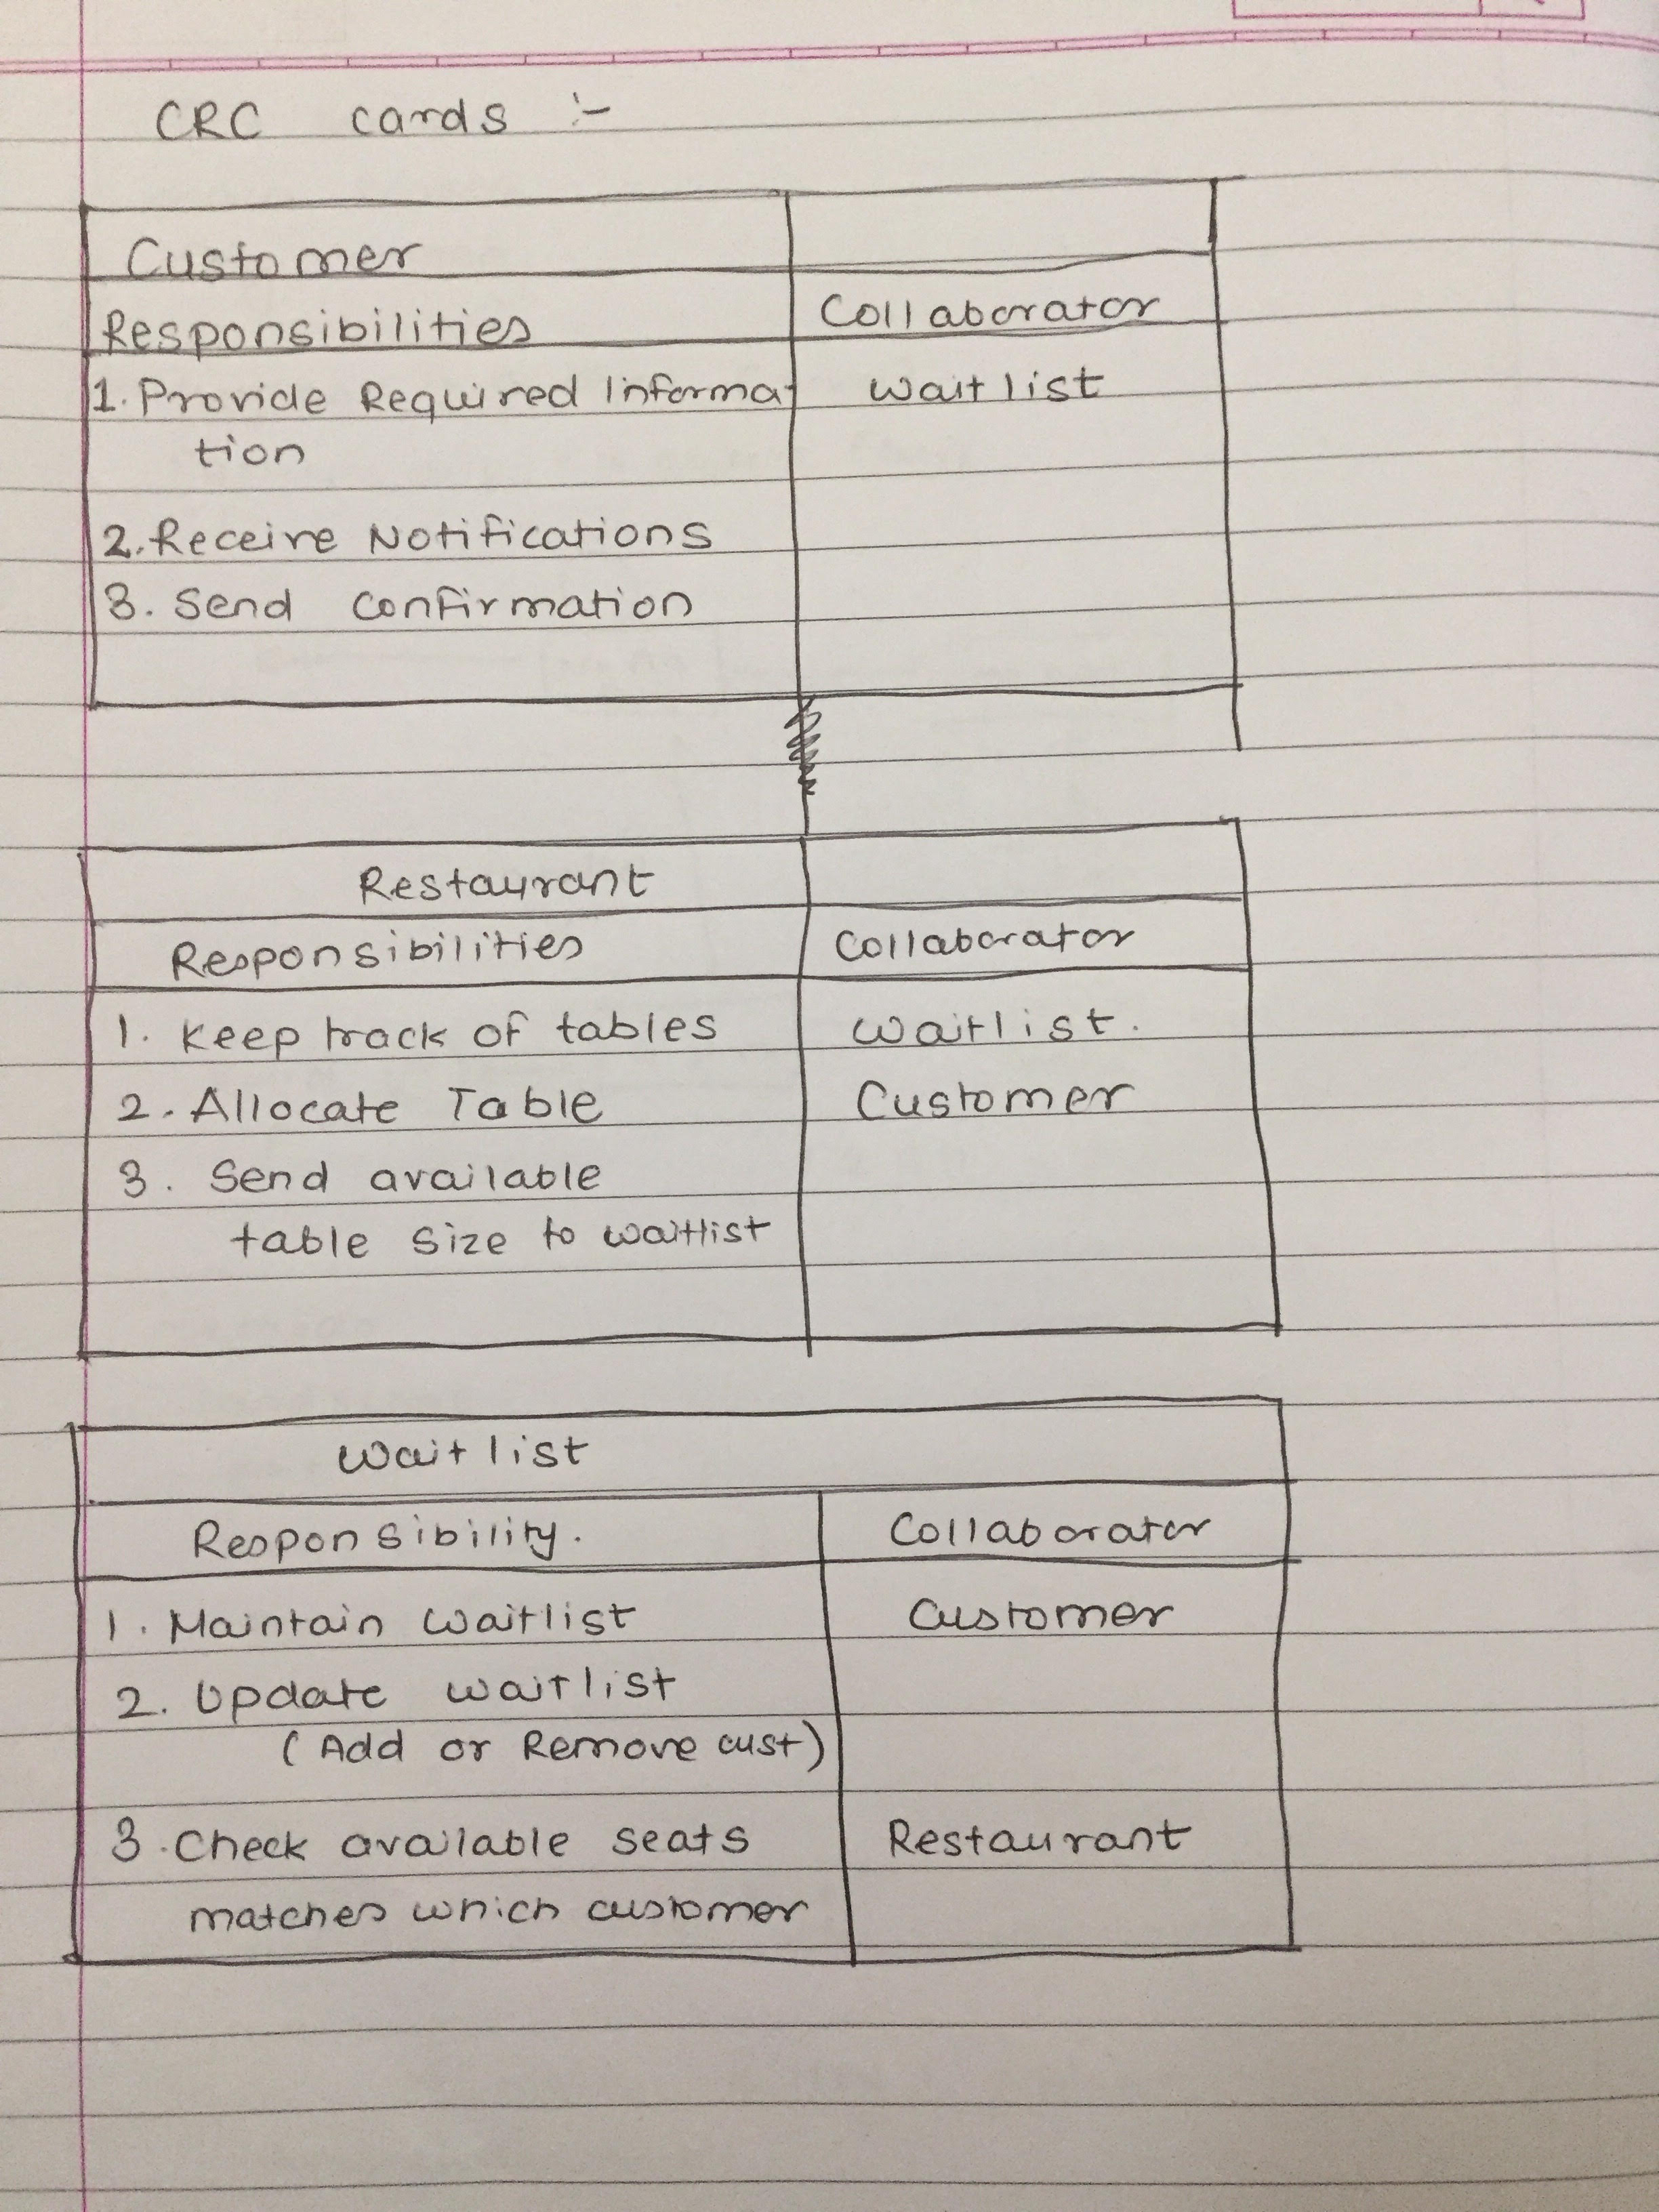 CRC cards :-
Customer
Responsibilities Collaborator
1. Provide Required Informa Waitlist
tion
2. Receive Notifications
3. Send confirmation
Restaurant
Responsibilities Collaborator
1. Keep track of tables Waitlist.
2. Allocate Table Customer
3. Send available
table size to waitlist
Waitlist
Responsibility. Collaborator
1. Maintain Waitlist Customer
2. Update waitlist
(Add or Remove cust)
3. Check available seats Restaurant
matches which customer